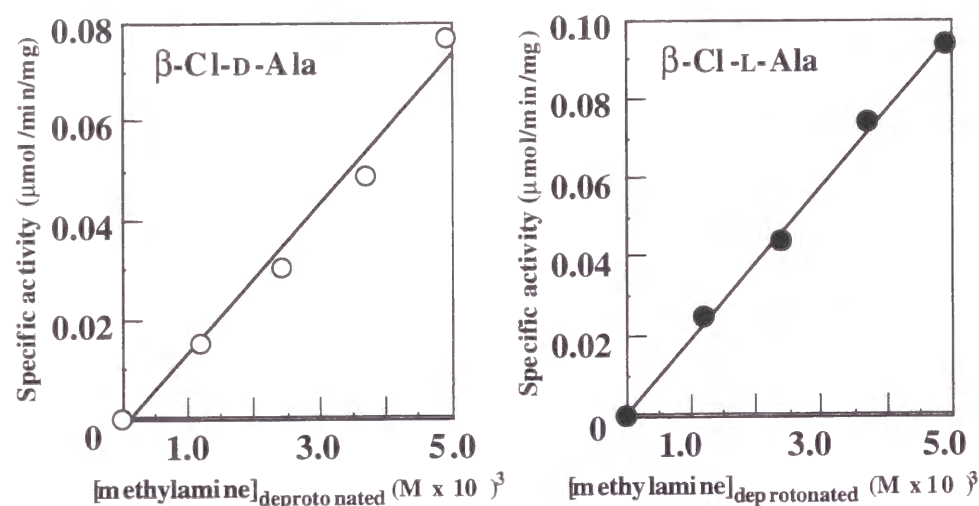 0.08
β-Cl-D-Ala
0.06
0.04
0.02
0
1.0 3.0 5.0
Specific activity (μmol/min/mg)
[methylamine]deprotonated (M x 10 )3
0.10
β-Cl-L-Ala
0.08
0.06
0.04
0.02
0
1.0 3.0 5.0
Specific activity (μmol/min/mg)
[methylamine]deprotonated (M x 10 )3